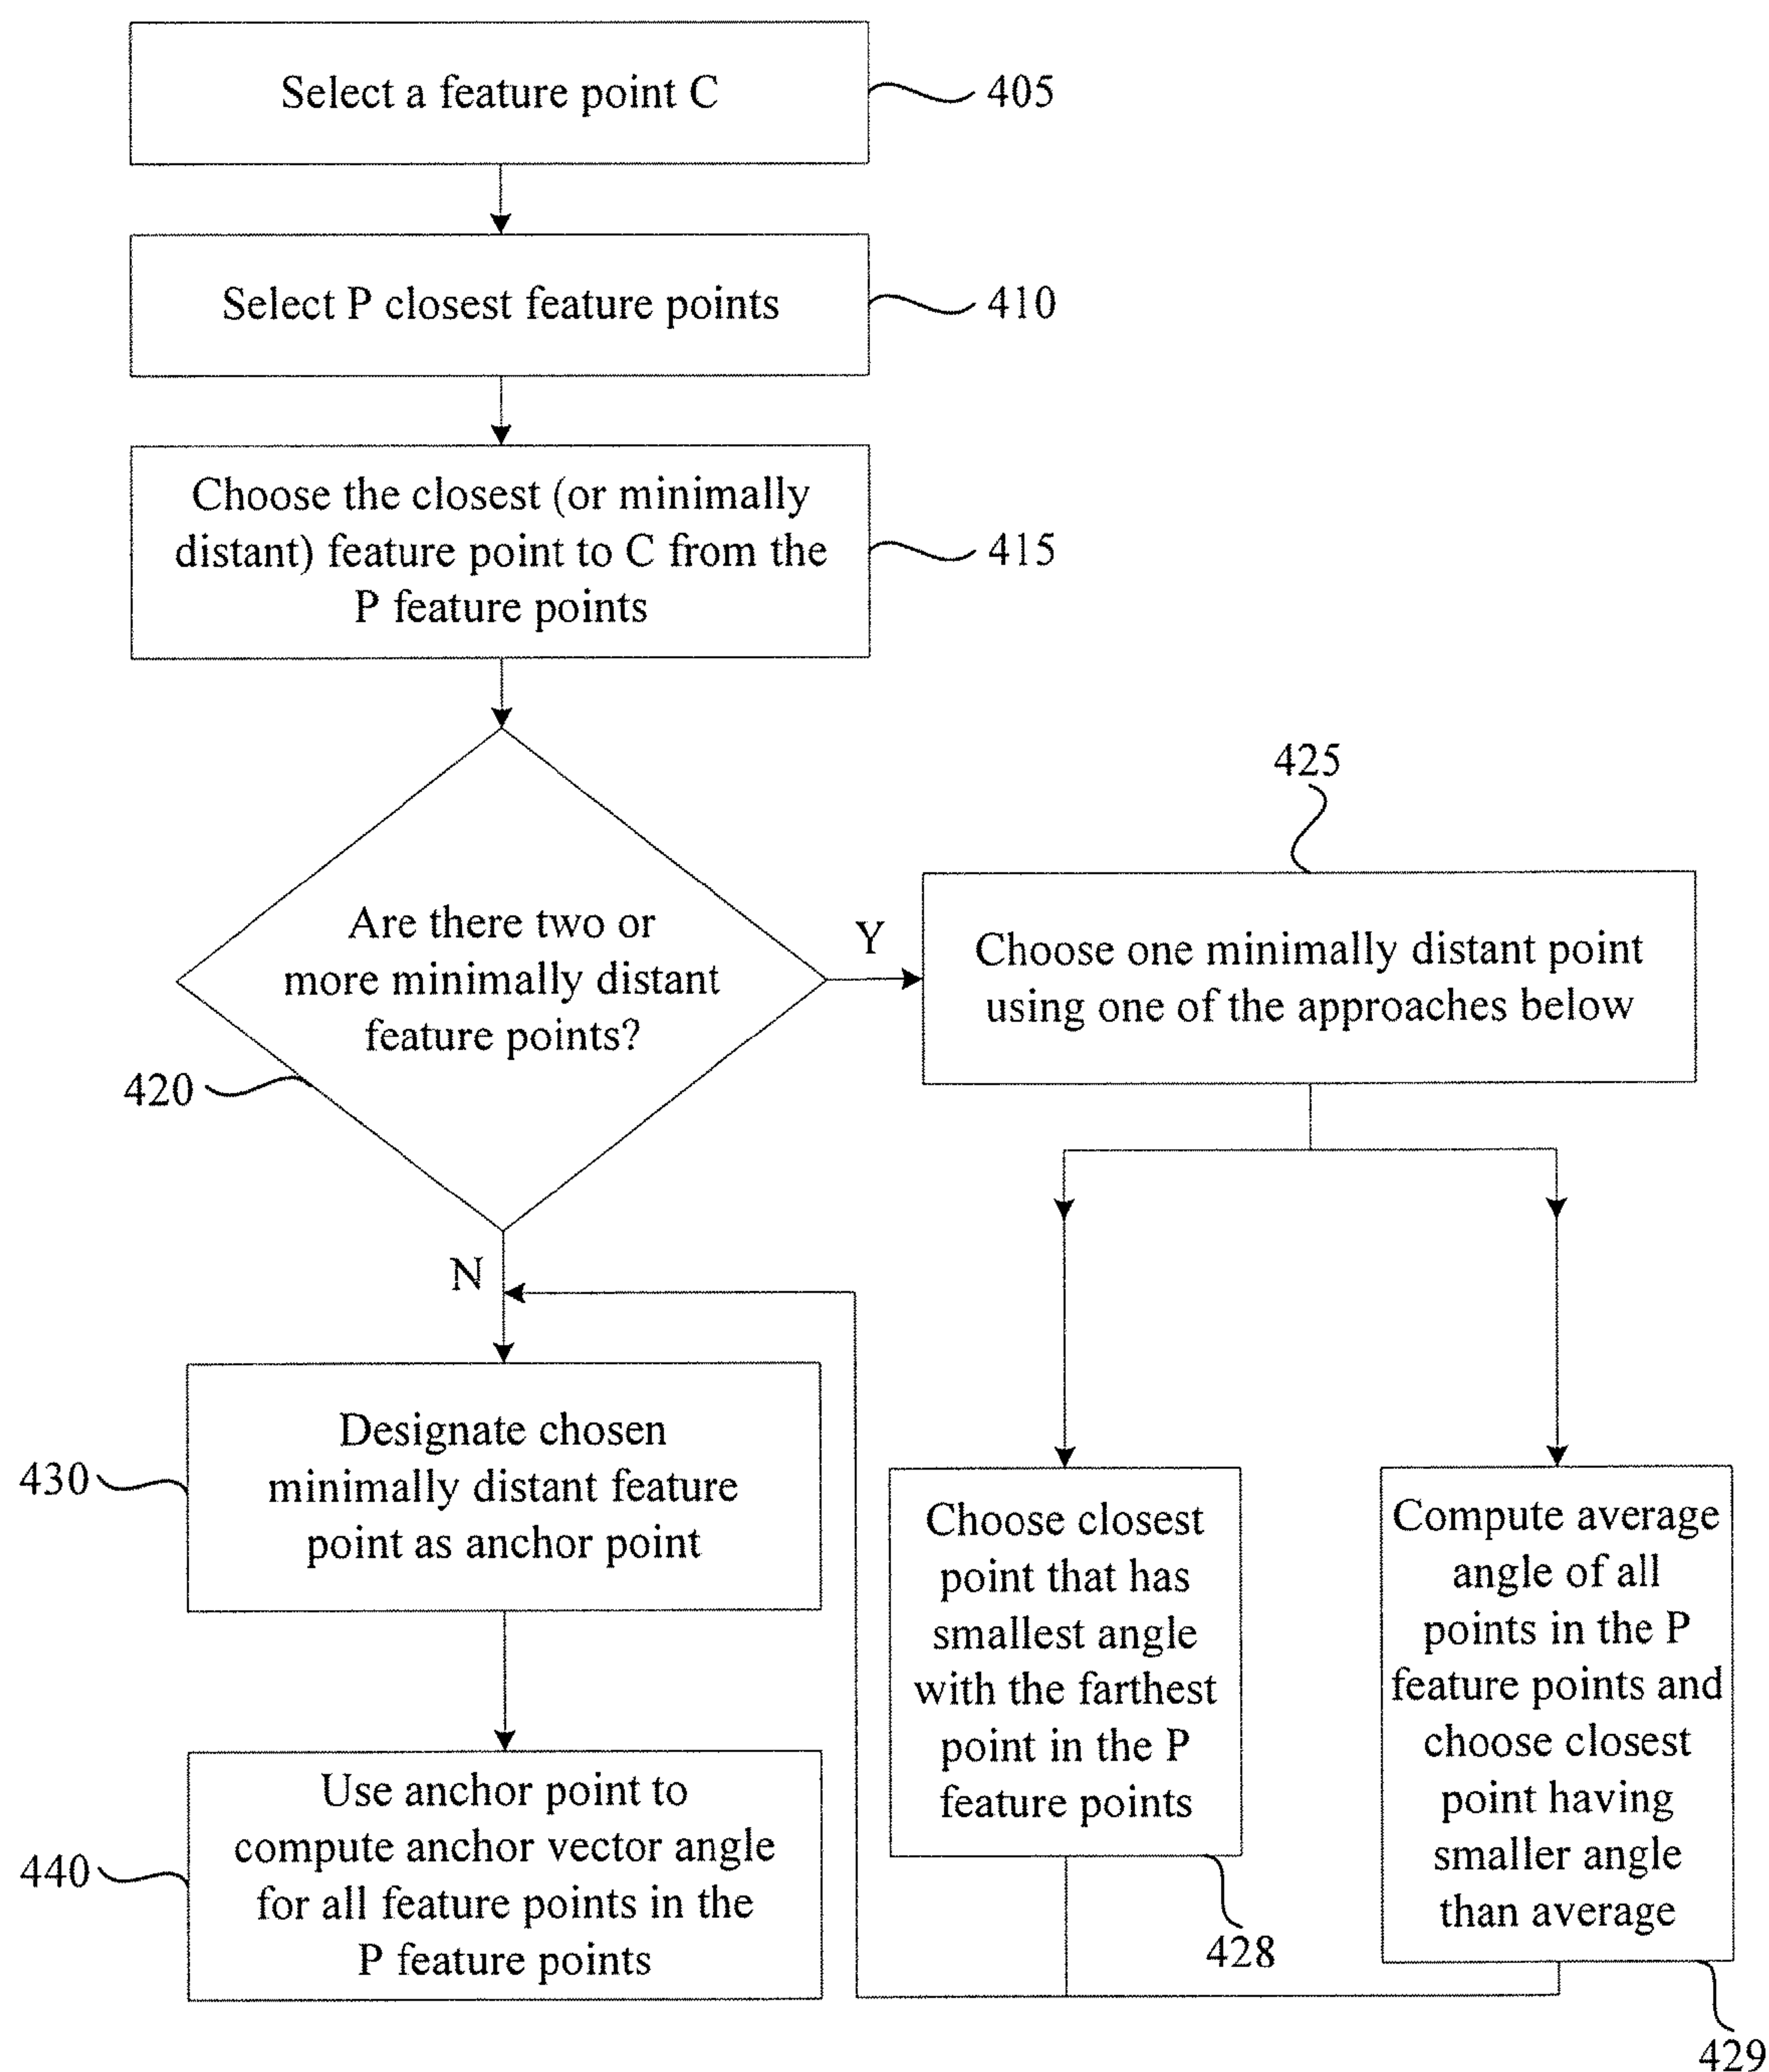 Select a feature point C
405
Select P closest feature points
410
Choose the closest (or minimally
distant) feature point to C from the
P feature points
415
Are there two or
more minimally distant
feature points?
420
Y
425
Choose one minimally distant point
using one of the approaches below
N
430
Designate chosen
minimally distant feature
point as anchor point
Choose closest
point that has
smallest angle
with the farthest
point in the P
feature points
428
Compute average
angle of all
points in the P
feature points and
choose closest
point having
smaller angle
than average
429
440
Use anchor point to
compute anchor vector angle
for all feature points in the
P feature points